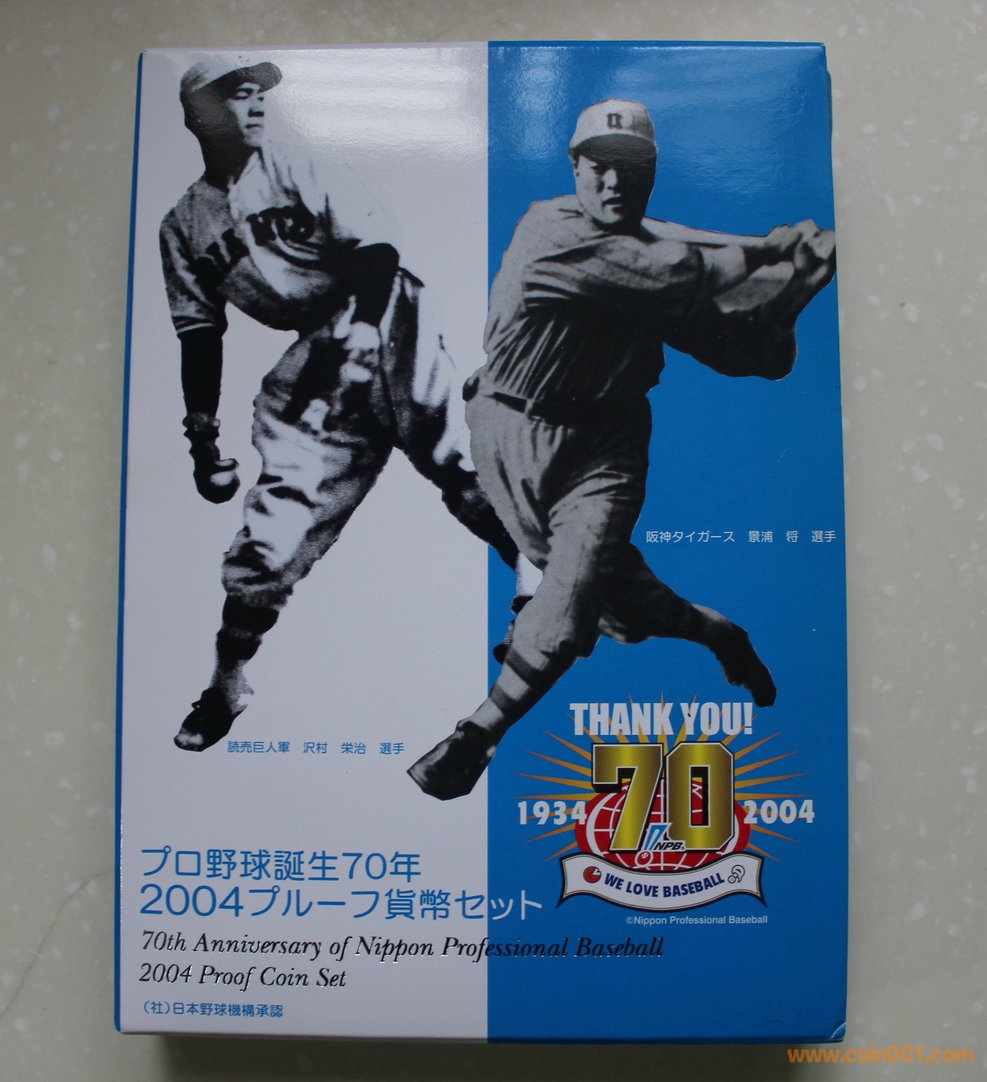 阪神タイガース 景浦 将 選手
読売巨人軍 沢村 栄治 選手
THANK YOU!
70
1934
2004
NPB
WE LOVE BASEBALL
©Nippon Professional Baseball
プロ野球誕生70年
2004プルーフ貨幣セット
70th Anniversary of Nippon Professional Baseball
2004 Proof Coin Set
(社)日本野球機構承認
www.coin001.com